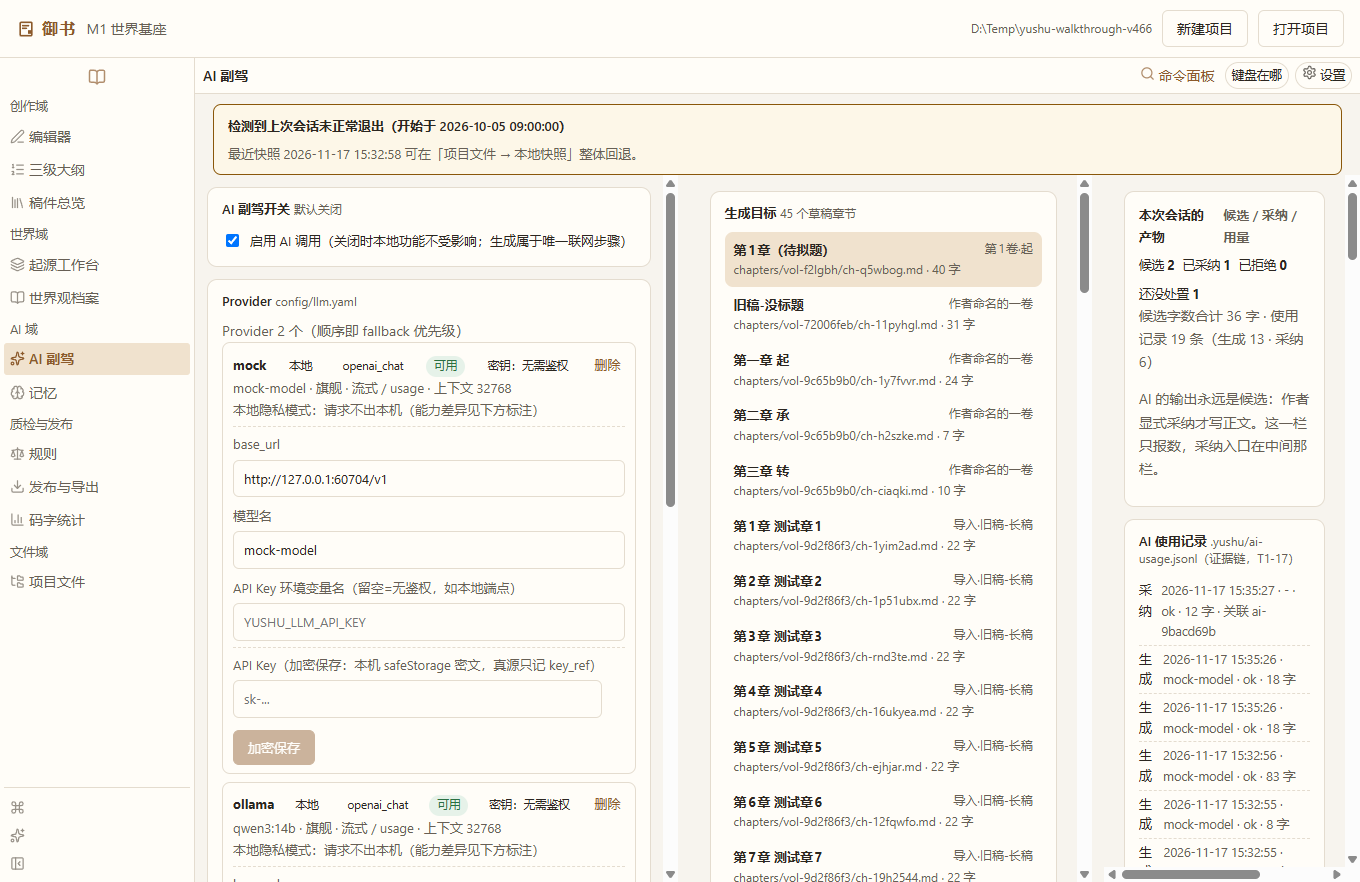 御书 M1 世界基座
D:\Temp\yushu-walkthrough-v466 新建项目 打开项目
创作域
编辑器
三级大纲
稿件总览
世界域
起源工作台
世界观档案
AI 域
AI 副驾
记忆
质检与发布
规则
发布与导出
码字统计
文件域
项目文件
AI 副驾
命令面板 键盘在哪 设置
检测到上次会话未正常退出（开始于 2026-10-05 09:00:00）
最近快照 2026-11-17 15:32:58 可在「项目文件 → 本地快照」整体回退。
AI 副驾开关 默认关闭
启用 AI 调用（关闭时本地功能不受影响；生成属于唯一联网步骤）
Provider config/llm.yaml
Provider 2 个（顺序即 fallback 优先级）
mock 本地 openai_chat 可用 密钥：无需鉴权 删除
mock-model · 旗舰 · 流式 / usage · 上下文 32768
本地隐私模式：请求不出本机（能力差异见下方标注）
base_url
http://127.0.0.1:60704/v1
模型名
mock-model
API Key 环境变量名（留空=无鉴权，如本地端点）
YUSHU_LLM_API_KEY
API Key（加密保存：本机 safeStorage 密文，真源只记 key_ref）
sk-...
加密保存
ollama 本地 openai_chat 可用 密钥：无需鉴权 删除
qwen3:14b · 旗舰 · 流式 / usage · 上下文 32768
本地隐私模式：请求不出本机（能力差异见下方标注）
生成目标 45 个草稿章节
第 1 章（待拟题） 第 1 卷·起
chapters/vol-f2lgbh/ch-q5wbog.md · 40 字
旧稿-没标题 作者命名的一卷
chapters/vol-72006feb/ch-11pyhgl.md · 31 字
第一章 起 作者命名的一卷
chapters/vol-9c65b9b0/ch-1y7fvvr.md · 24 字
第二章 承 作者命名的一卷
chapters/vol-9c65b9b0/ch-h2szke.md · 7 字
第三章 转 作者命名的一卷
chapters/vol-9c65b9b0/ch-ciaqki.md · 10 字
第1章 测试章1 导入·旧稿-长稿
chapters/vol-9d2f86f3/ch-1yim2ad.md · 22 字
第2章 测试章2 导入·旧稿-长稿
chapters/vol-9d2f86f3/ch-1p51ubx.md · 22 字
第3章 测试章3 导入·旧稿-长稿
chapters/vol-9d2f86f3/ch-rnd3te.md · 22 字
第4章 测试章4 导入·旧稿-长稿
chapters/vol-9d2f86f3/ch-16ukyea.md · 22 字
第5章 测试章5 导入·旧稿-长稿
chapters/vol-9d2f86f3/ch-ejhjar.md · 22 字
第6章 测试章6 导入·旧稿-长稿
chapters/vol-9d2f86f3/ch-12fqwfo.md · 22 字
第7章 测试章7 导入·旧稿-长稿
chapters/vol-9d2f86f3/ch-19h2544.md · 22 字
本次会话的产物 候选 / 采纳 / 用量
候选 2 已采纳 1 已拒绝 0
还没处置 1
候选字数合计 36 字 · 使用
记录 19 条（生成 13 · 采纳
6）
AI 的输出永远是候选：作者
显式采纳才写正文。这一栏
只报数，采纳入口在中间那
栏。
AI 使用记录 .yushu/ai-
usage.jsonl（证据链，T1-17）
采纳 2026-11-17 15:35:27 · - ·
ok · 12 字 · 关联 ai-
9bacd69b
生成 2026-11-17 15:35:26 ·
mock-model · ok · 18 字
生成 2026-11-17 15:35:26 ·
mock-model · ok · 18 字
生成 2026-11-17 15:32:56 ·
mock-model · ok · 83 字
生成 2026-11-17 15:32:55 ·
mock-model · ok · 8 字
生 2026-11-17 15:32:55 ·